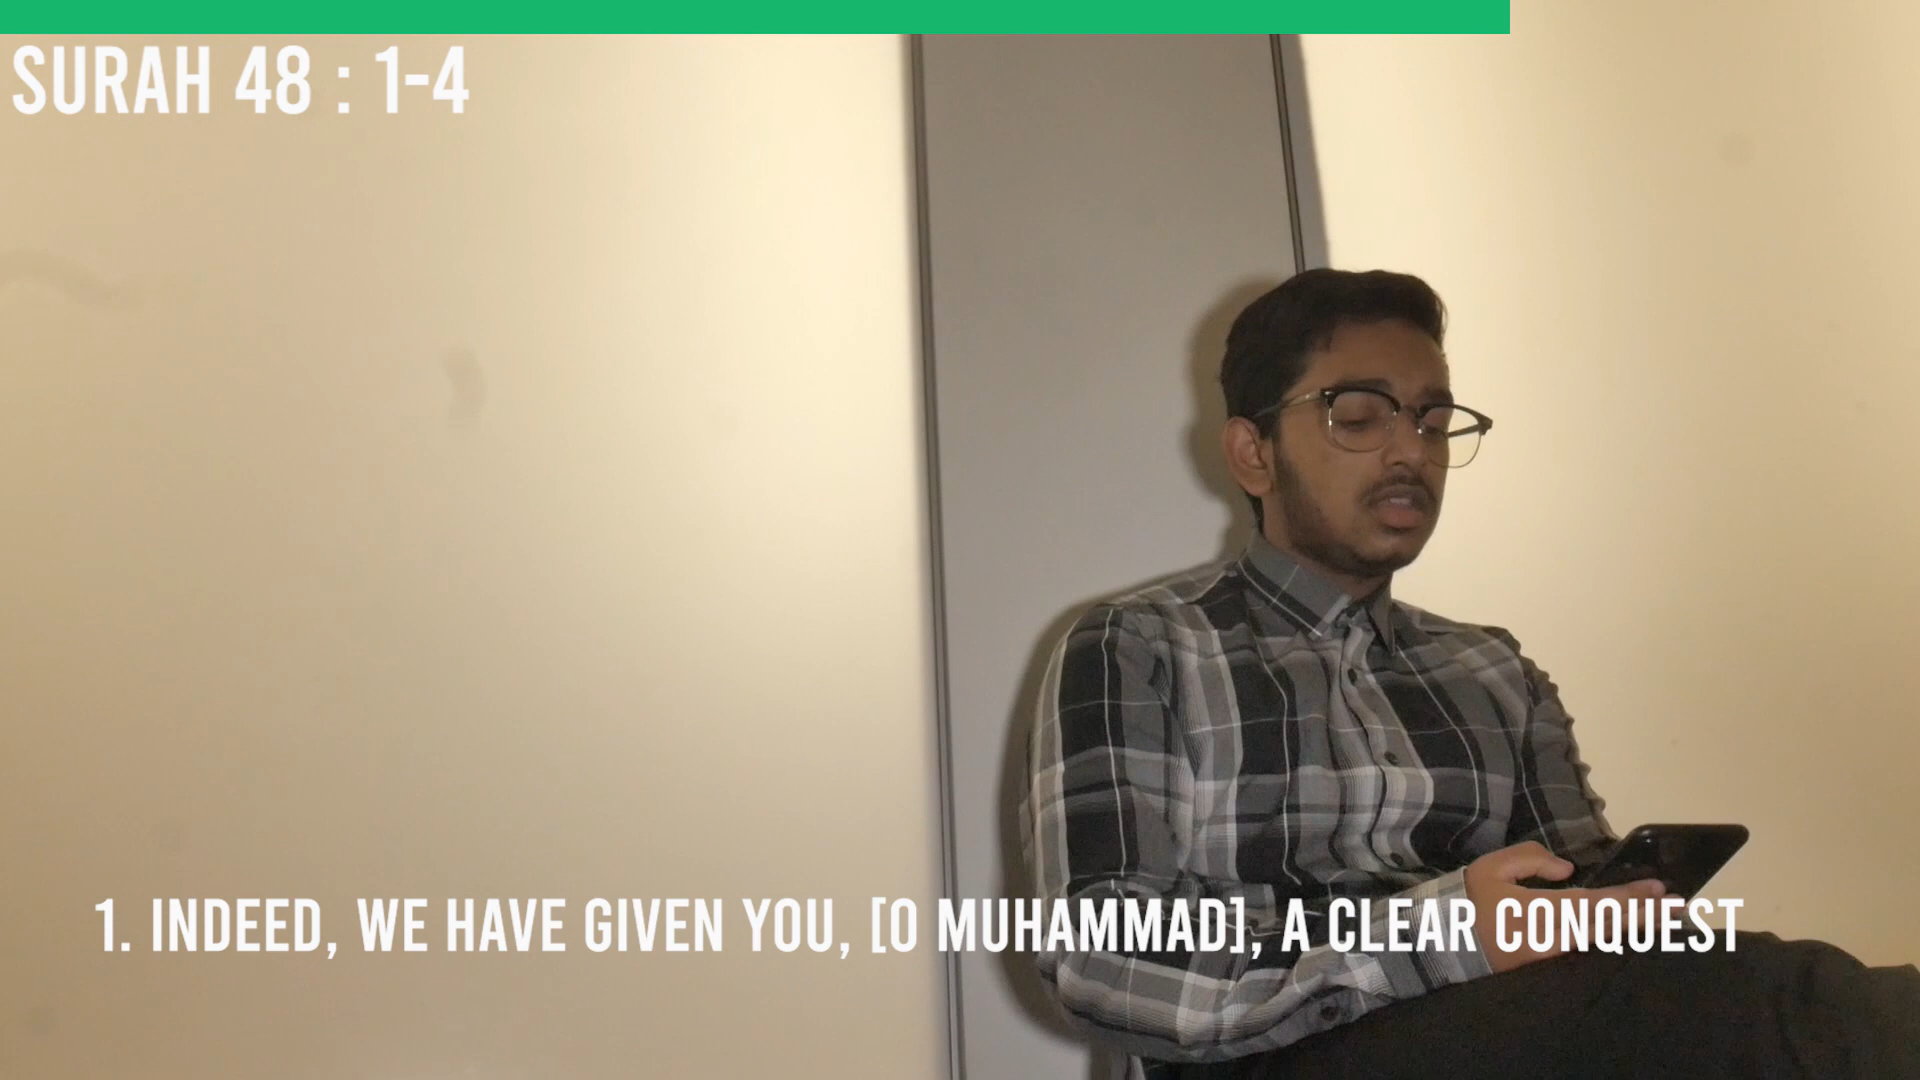 SURAH 48 : 1-4
1. INDEED, WE HAVE GIVEN YOU, [O MUHAMMAD], A CLEAR CONQUEST